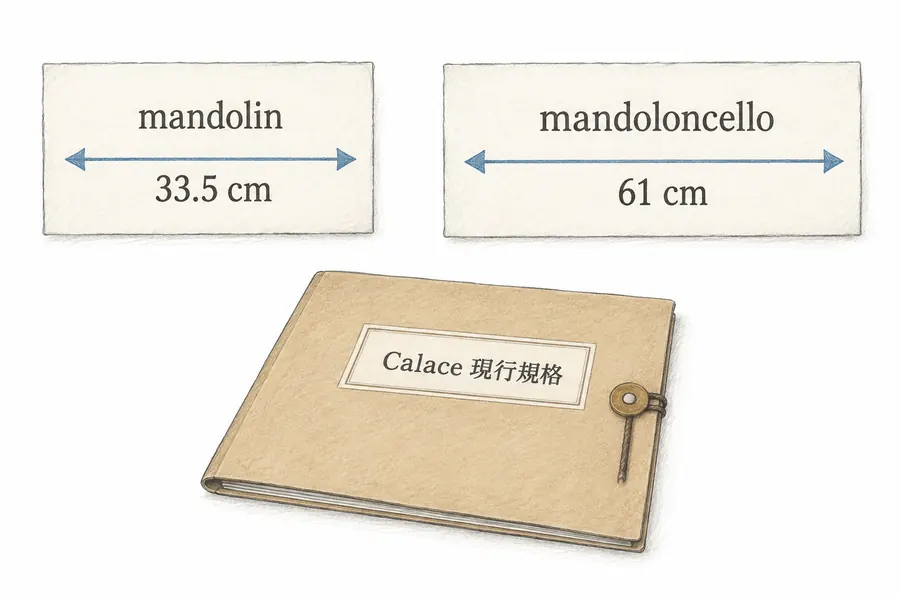 mandolin
33.5 cm
mandoloncello
61 cm
Calace 現行規格